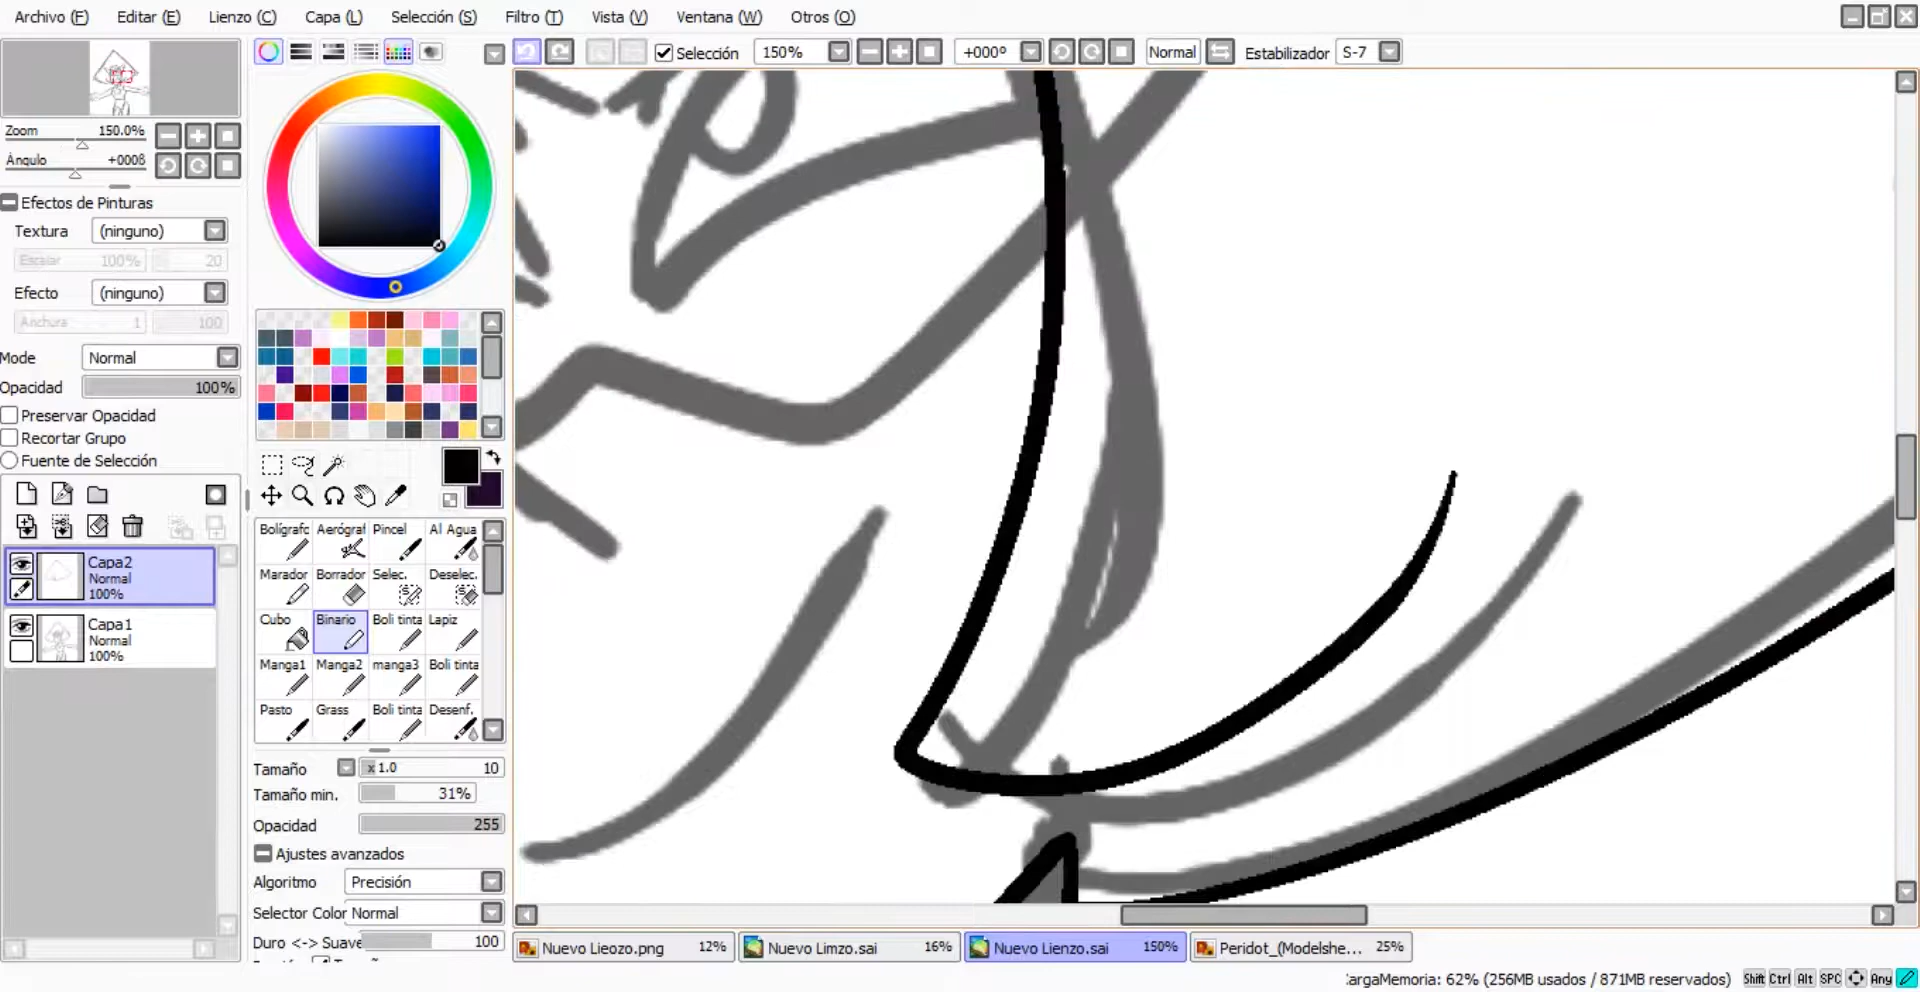 Archivo (F) Editar (E) Lienzo (C) Capa (L) Selección (S) Filtro (T) Vista (V) Ventana (W) Otros (O)
Selección 150% +000º Normal Estabilizador S-7
Zoom 150.0%
Ángulo +000ß
Efectos de Pinturas
Textura (ninguno)
Escalar 100% 20
Efecto (ninguno)
Anchura 1 100
Mode Normal
Opacidad 100%
Preservar Opacidad
Recortar Grupo
Fuente de Selección
Capa2
Normal
100%
Capa1
Normal
100%
Bolígrafc Aerógraf Pincel Al Agua
Marador Borrador Selec. Deselec.
Cubo Binario Boli tinta Lapiz
Manga1 Manga2 manga3 Boli tinta
Pasto Grass Boli tinta Desenf.
Tamaño x 1.0 10
Tamaño min. 31%
Opacidad 255
Ajustes avanzados
Algoritmo Precisión
Selector Color Normal
Duro <-> Suave 100
Nuevo Lieozo.png 12% Nuevo Limzo.sai 16% Nuevo Lienzo.sai 150% Peridot_(Modelshe... 25%
argaMemoria: 62% (256MB usados / 871MB reservados) Shift Ctrl Alt SPC Any